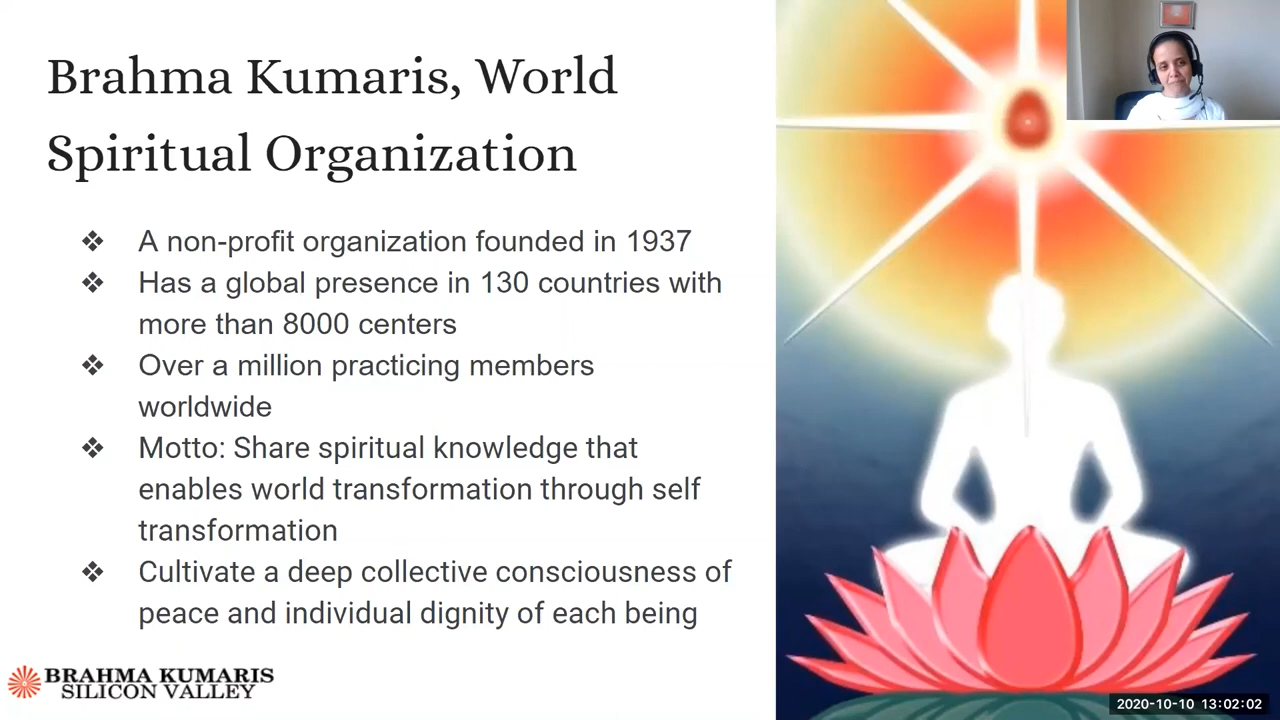 Brahma Kumaris, World
Spiritual Organization
❖ A non-profit organization founded in 1937
❖ Has a global presence in 130 countries with
more than 8000 centers
❖ Over a million practicing members
worldwide
❖ Motto: Share spiritual knowledge that
enables world transformation through self
transformation
❖ Cultivate a deep collective consciousness of
peace and individual dignity of each being
BRAHMA KUMARIS
SILICON VALLEY
2020-10-10 13:02:02